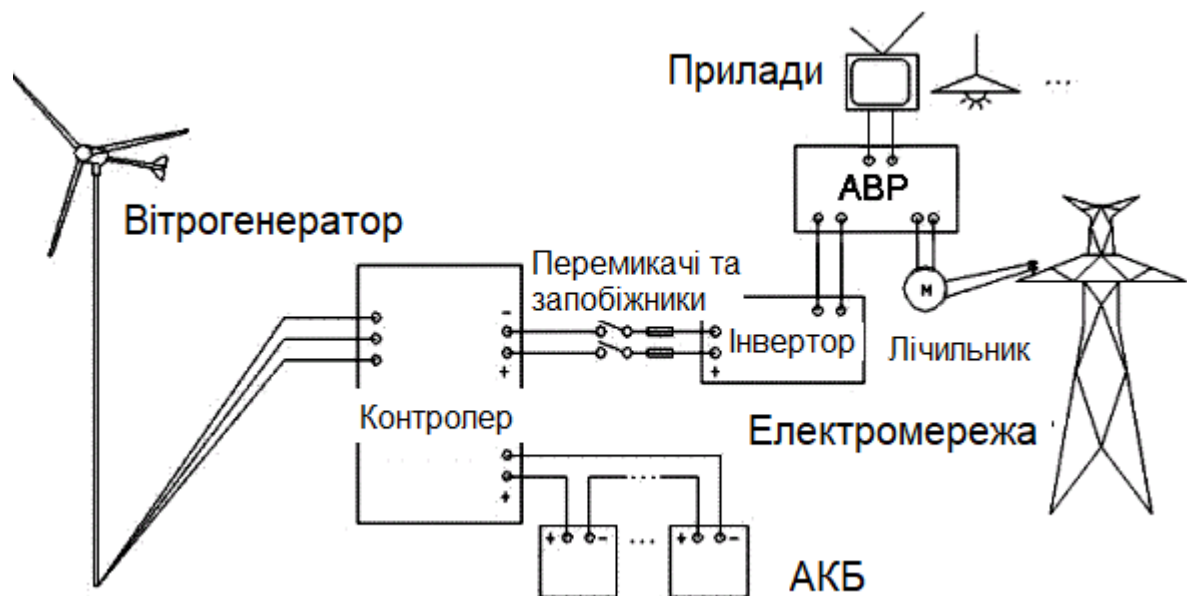 Прилади
...
АВР
Вітрогенератор
Перемикачі та
запобіжники
М
-
+
Інвертор
+
Лічильник
Контролер
Електромережа
+
+ - ... + -
АКБ